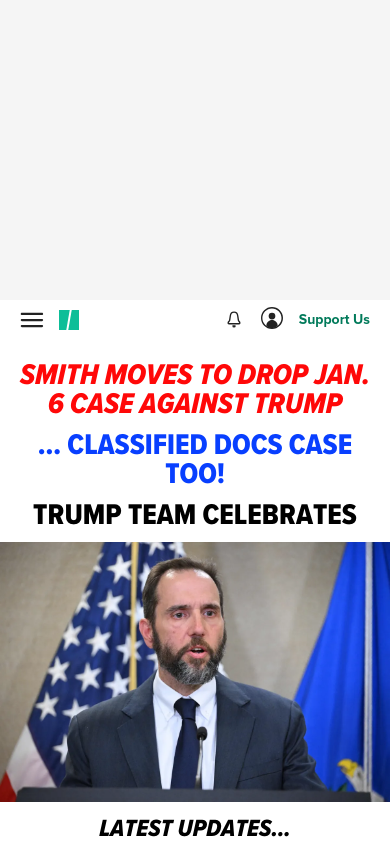 Support Us
SMITH MOVES TO DROP JAN.
6 CASE AGAINST TRUMP
... CLASSIFIED DOCS CASE
TOO!
TRUMP TEAM CELEBRATES
LATEST UPDATES...